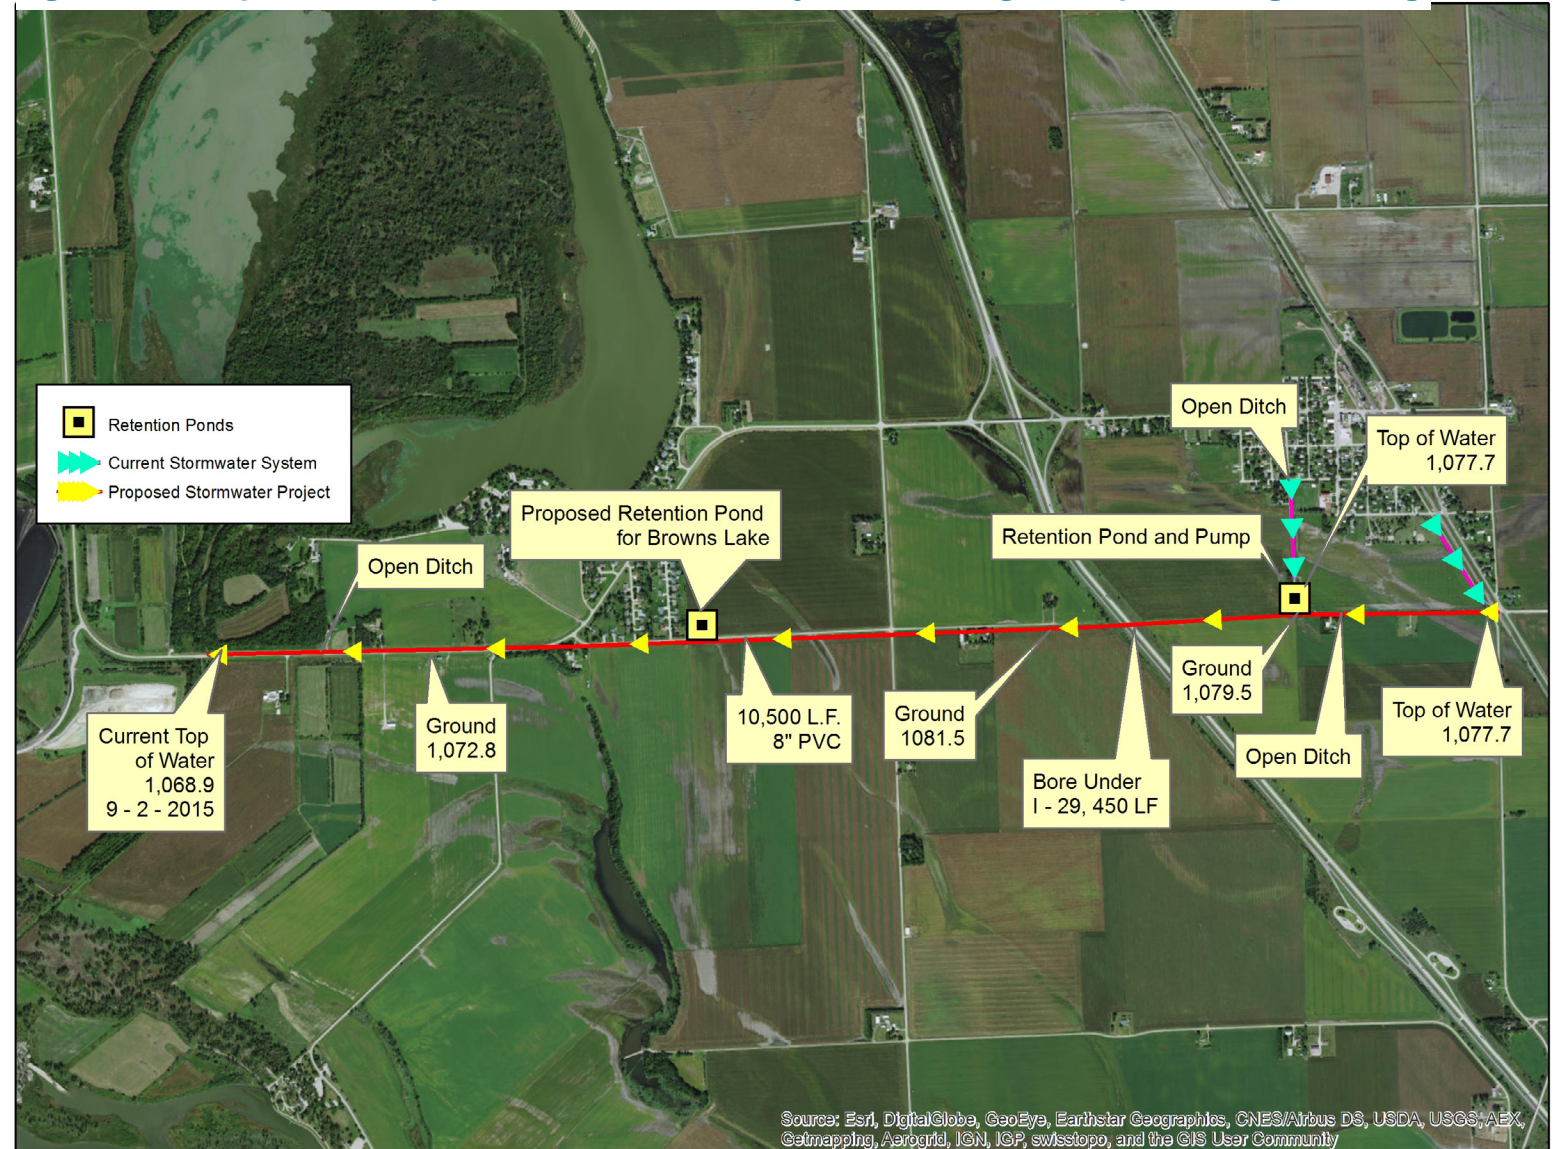 Retention Ponds
Current Stormwater System
Proposed Stormwater Project
Open Ditch
Top of Water
1,077.7
Proposed Retention Pond
for Browns Lake
Retention Pond and Pump
Open Ditch
Current Top
of Water
1,068.9
9 - 2 - 2015
Ground
1,072.8
10,500 L.F.
8" PVC
Ground
1081.5
Bore Under
I - 29, 450 LF
Ground
1,079.5
Open Ditch
Top of Water
1,077.7
Source: Esri, DigitalGlobe, GeoEye, Earthstar Geographics, CNES/Airbus DS, USDA, USGS, AEX,
Getmapping, Aerogrid, IGN, IGP, swisstopo, and the GIS User Community